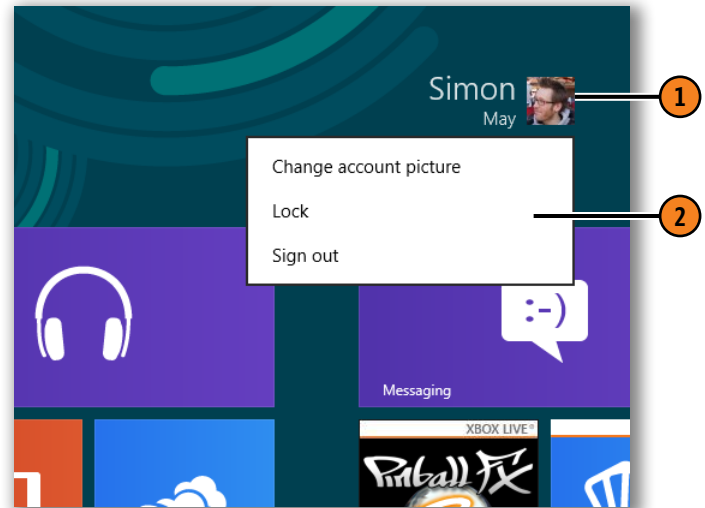 Simon
May
1
Change account picture
Lock
2
Sign out
:-)
Messaging
XBOX LIVE®
Pinball FX